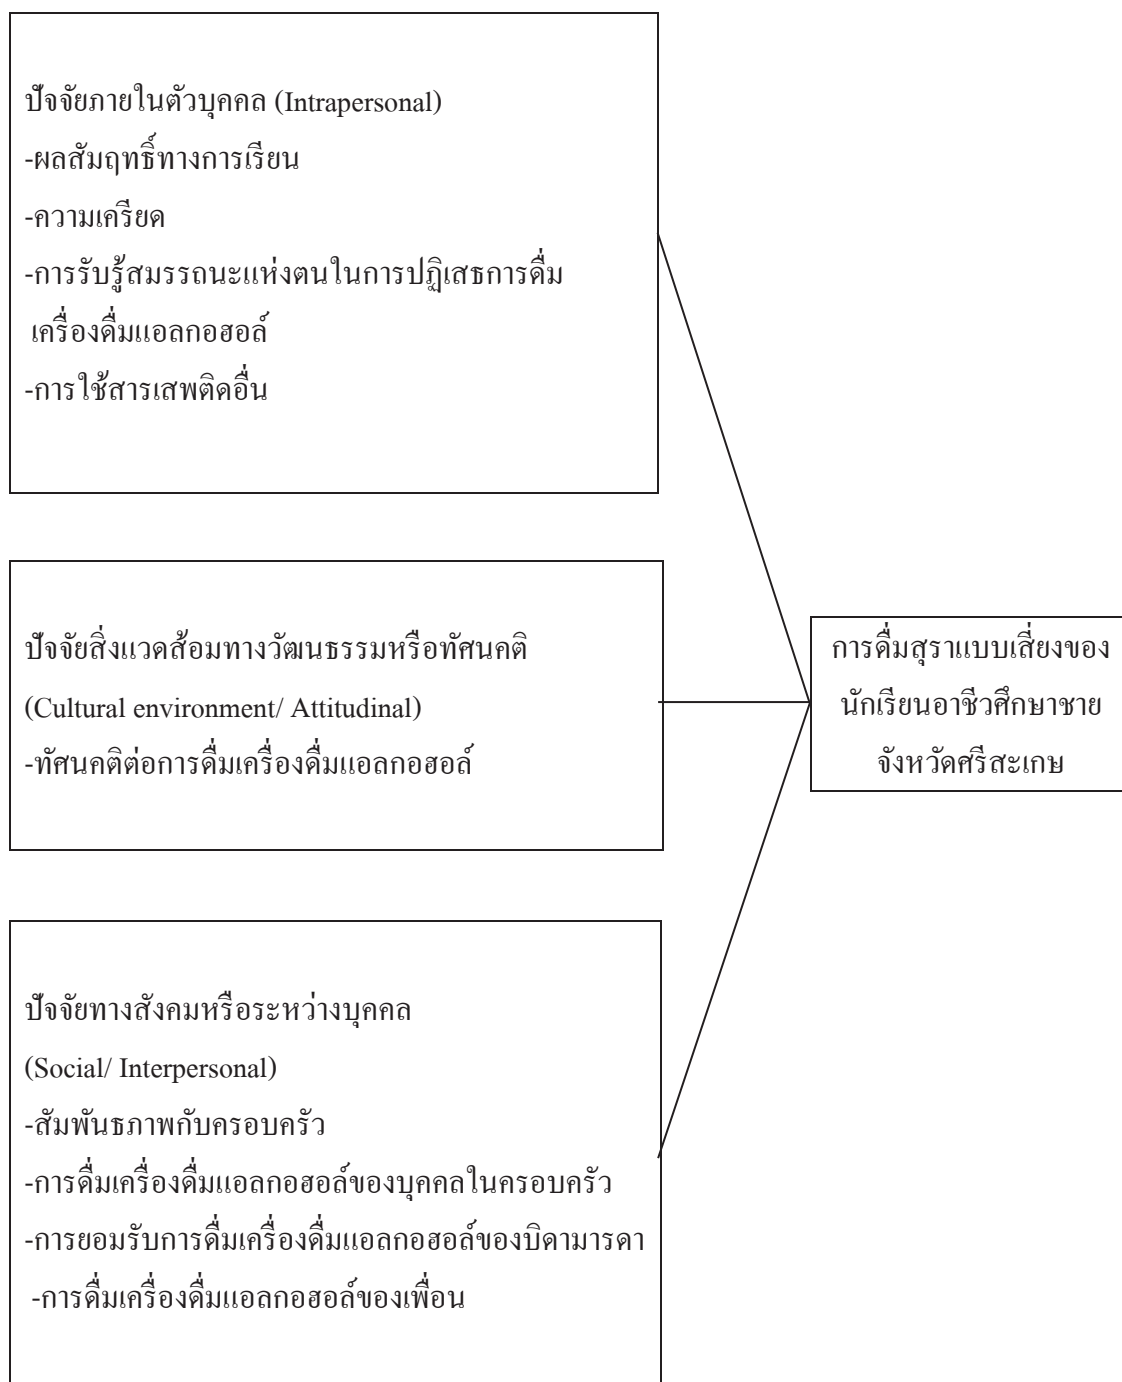 ปัจจัยภายในตัวบุคคล (Intrapersonal)
-ผลสัมฤทธิ์ทางการเรียน
-ความเครียด
-การรับรู้สมรรถนะแห่งตนในการปฏิเสธการดื่ม
เครื่องดื่มแอลกอฮอล์
-การใช้สารเสพติดอื่น
ปัจจัยสิ่งแวดล้อมทางวัฒนธรรมหรือทัศนคติ
(Cultural environment/ Attitudinal)
-ทัศนคติต่อการดื่มเครื่องดื่มแอลกอฮอล์
ปัจจัยทางสังคมหรือระหว่างบุคคล
(Social/ Interpersonal)
-สัมพันธภาพกับครอบครัว
-การดื่มเครื่องดื่มแอลกอฮอล์ของบุคคลในครอบครัว
-การยอมรับการดื่มเครื่องดื่มแอลกอฮอล์ของบิดามารดา
-การดื่มเครื่องดื่มแอลกอฮอล์ของเพื่อน
การดื่มสุราแบบเสี่ยงของ
นักเรียนอาชีวศึกษาชาย
จังหวัดศรีสะเกษ